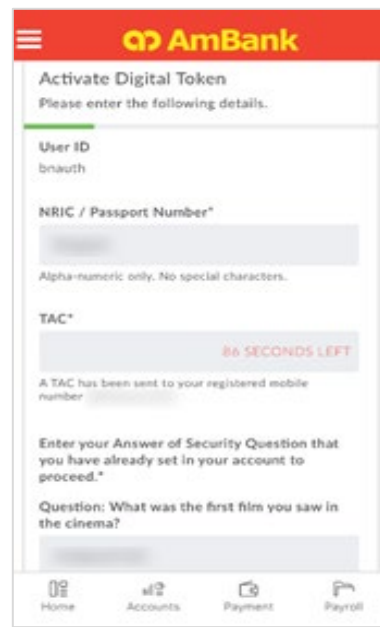 AmBank
Activate Digital Token
Please enter the following details.
User ID
bnauth
NRIC / Passport Number*
Alpha-numeric only. No special characters.
TAC*
86 SECONDS LEFT
A TAC has been sent to your registered mobile
number
Enter your Answer of Security Question that
you have already set in your account to
proceed.*
Question: What was the first film you saw in
the cinema?
Home Accounts Payment Payroll